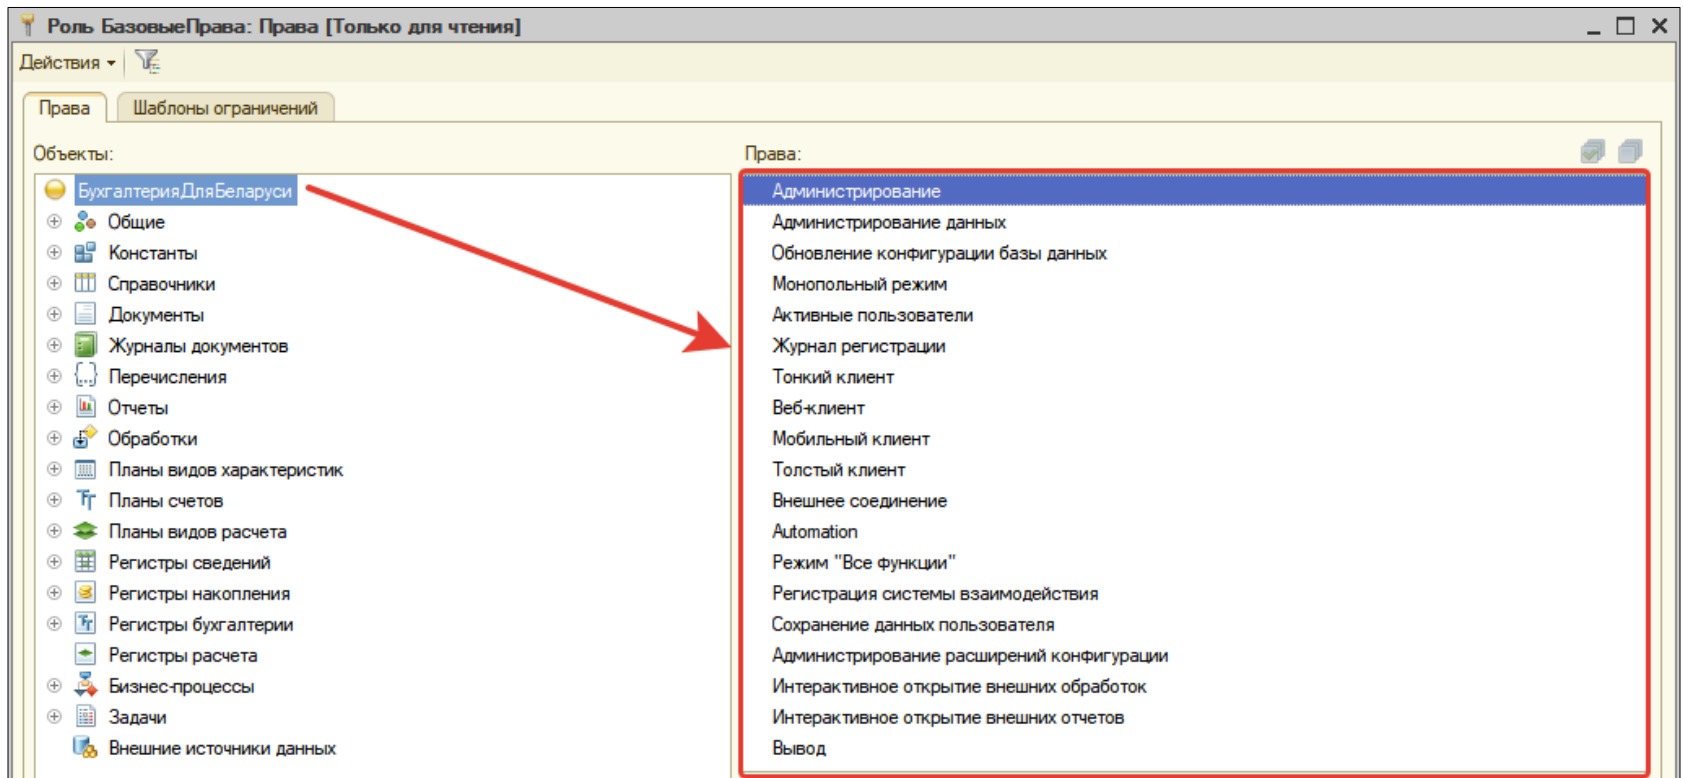 Роль БазовыеПрава: Права [Только для чтения]
Действия
Права
Шаблоны ограничений
Объекты:
БухгалтерияДляБеларуси
Общие
Константы
Справочники
Документы
Журналы документов
Перечисления
Отчеты
Обработки
Планы видов характеристик
Планы счетов
Планы видов расчета
Регистры сведений
Регистры накопления
Регистры бухгалтерии
Регистры расчета
Бизнес-процессы
Задачи
Внешние источники данных
Права:
Администрирование
Администрирование данных
Обновление конфигурации базы данных
Монопольный режим
Активные пользователи
Журнал регистрации
Тонкий клиент
Веб-клиент
Мобильный клиент
Толстый клиент
Внешнее соединение
Automation
Режим "Все функции"
Регистрация системы взаимодействия
Сохранение данных пользователя
Администрирование расширений конфигурации
Интерактивное открытие внешних обработок
Интерактивное открытие внешних отчетов
Вывод